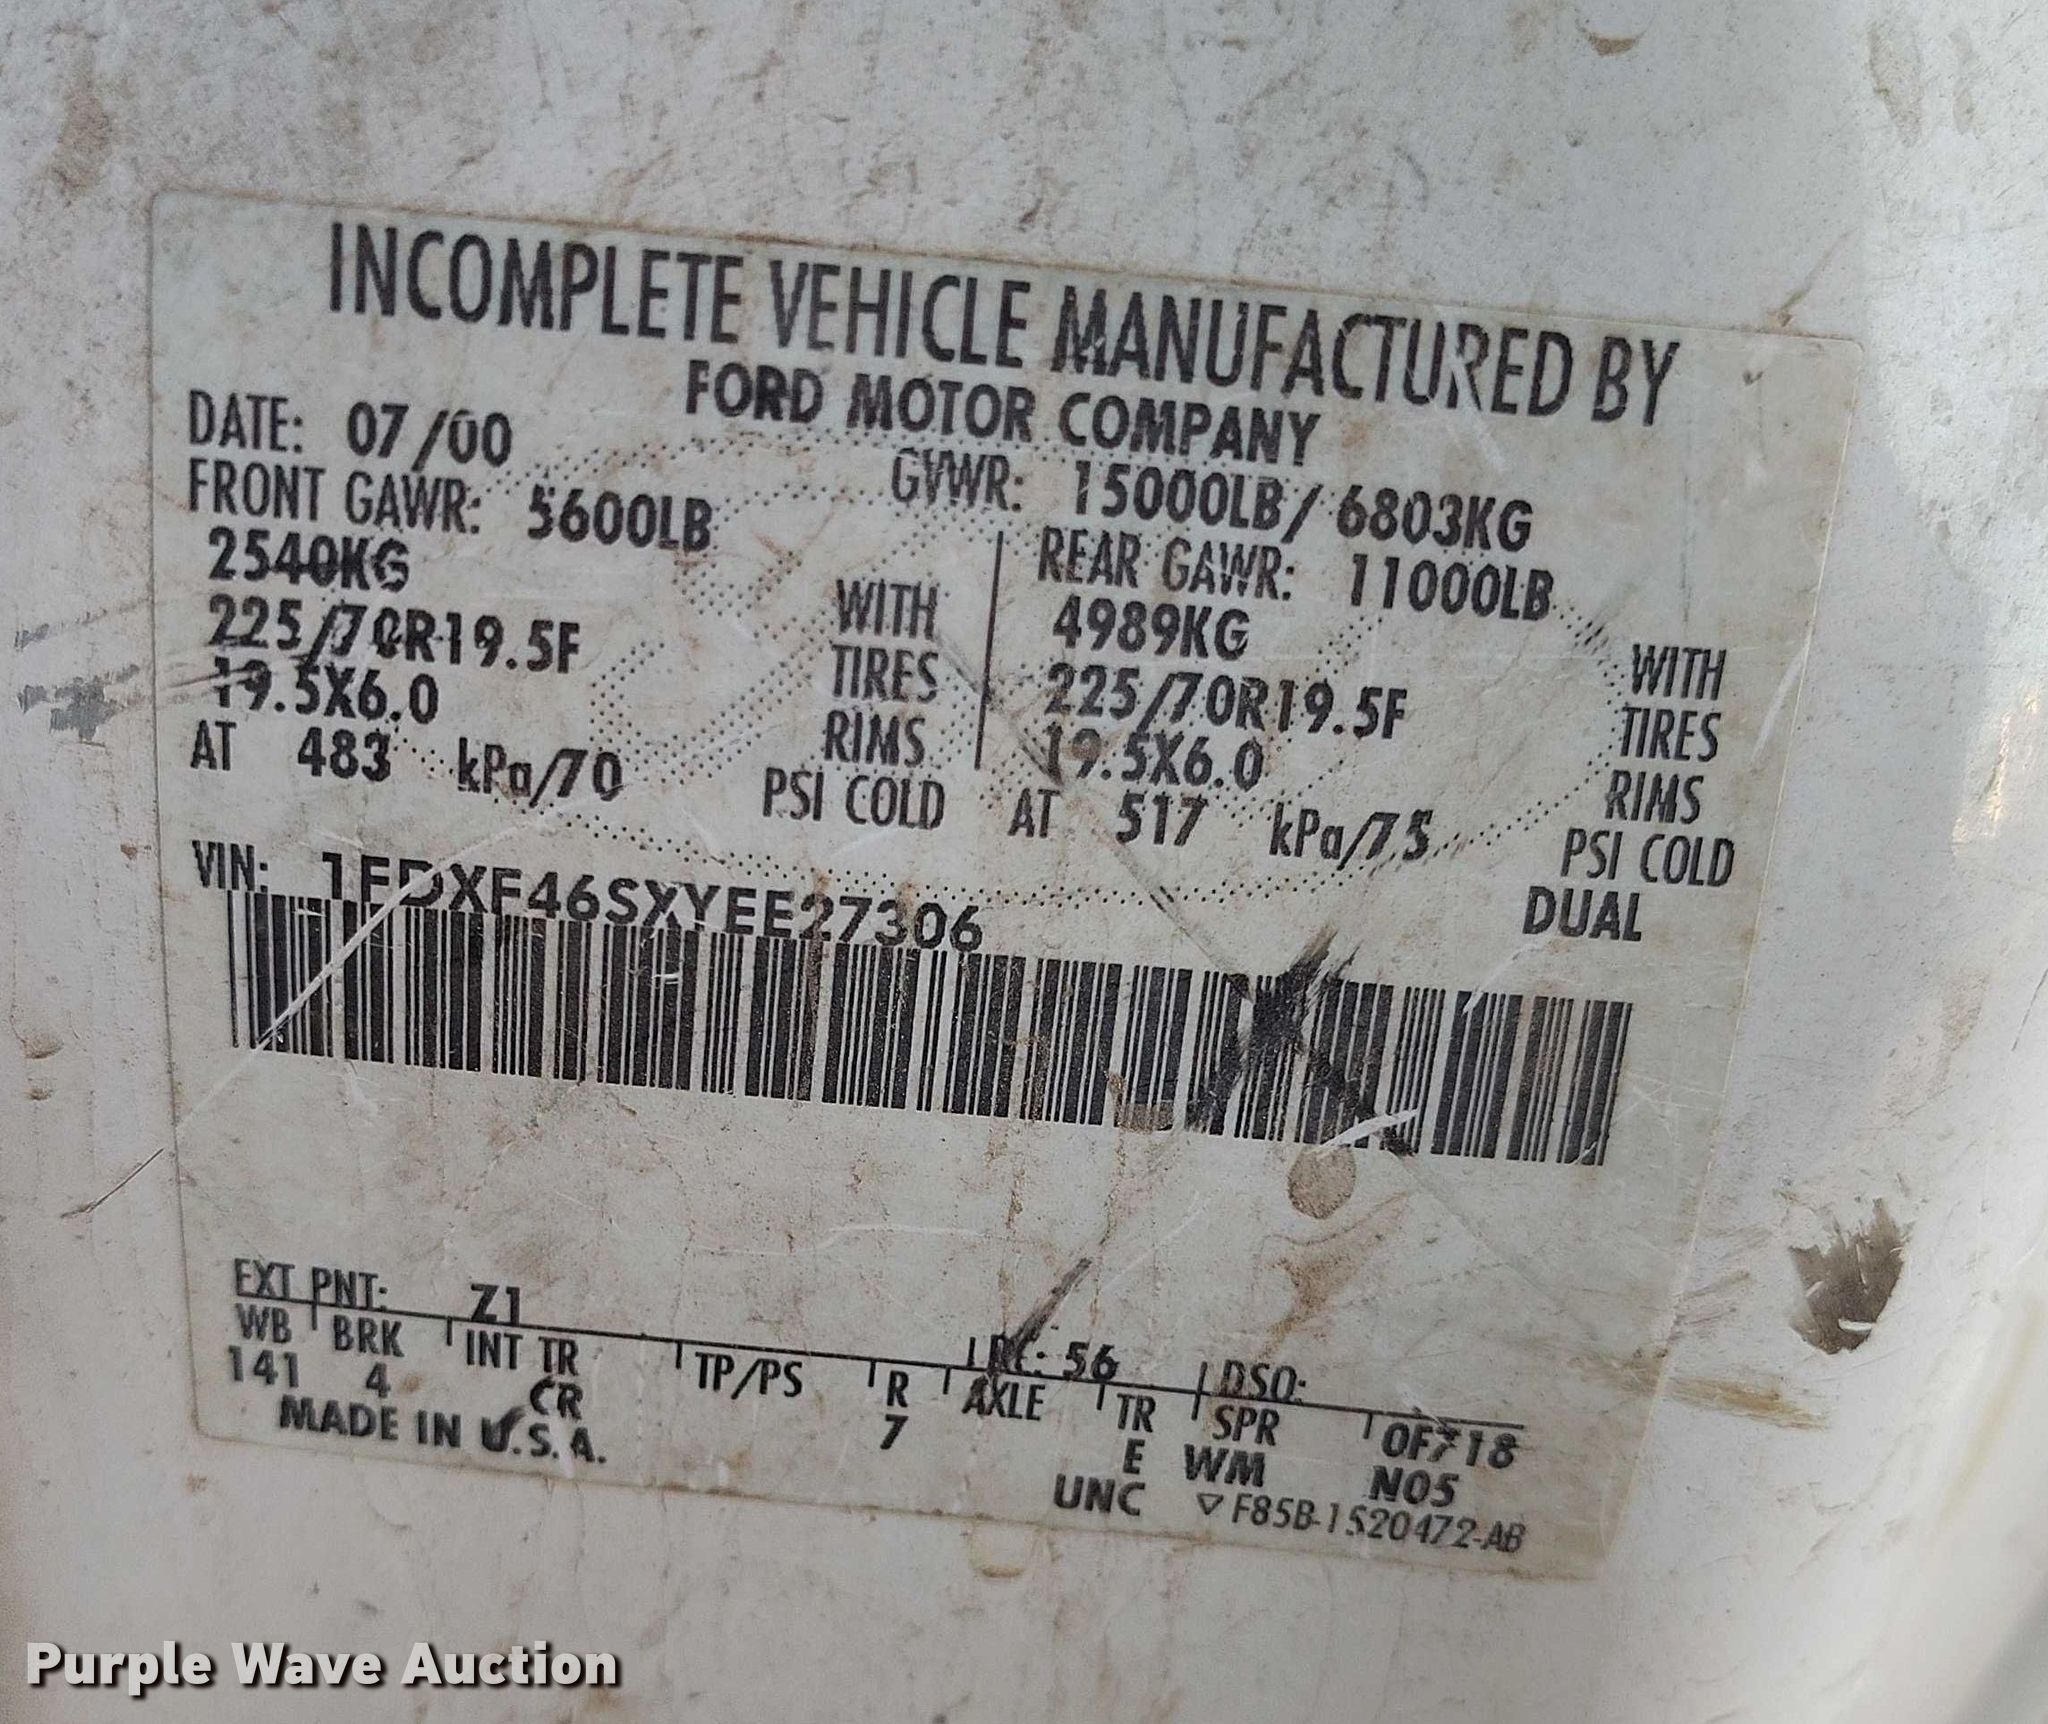 INCOMPLETE VEHICLE MANUFACTURED BY
FORD MOTOR COMPANY
DATE: 07/00
GVWR: 15000LB/ 6803KG
FRONT GAWR: 5600LB
2540KG WITH
225/70R19.5F TIRES
19.5X6.0 RIMS
AT 483 kPa/70 PSI COLD
REAR GAWR: 11000LB
4989KG WITH
225/70R19.5F TIRES
19.5X6.0 RIMS
AT 517 kPa/75 PSI COLD
DUAL
VIN: 1FDXF46SXYEE27306
EXT PNT: Z1 RC: 56 DSO:
WB BRK INT TR TP/PS R AXLE TR SPR 0F718
141 4 CR 7 E WM N05
MADE IN U.S.A.
UNC ▽ F85B-1520472-AB
Purple Wave Auction